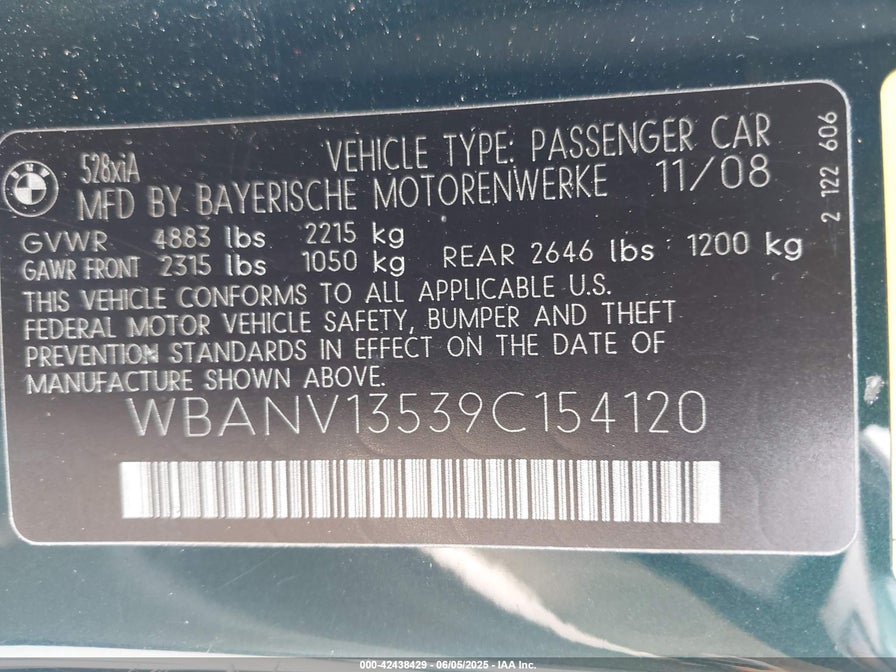 BMW
528xiA VEHICLE TYPE: PASSENGER CAR
MFD BY BAYERISCHE MOTORENWERKE 11/08
2 122 606
GVWR 4883 lbs 2215 kg
GAWR FRONT 2315 lbs 1050 kg REAR 2646 lbs 1200 kg
THIS VEHICLE CONFORMS TO ALL APPLICABLE U.S.
FEDERAL MOTOR VEHICLE SAFETY, BUMPER AND THEFT
PREVENTION STANDARDS IN EFFECT ON THE DATE OF
MANUFACTURE SHOWN ABOVE.
WBANV13539C154120
000-42438429 - 06/05/2025 - IAA Inc.